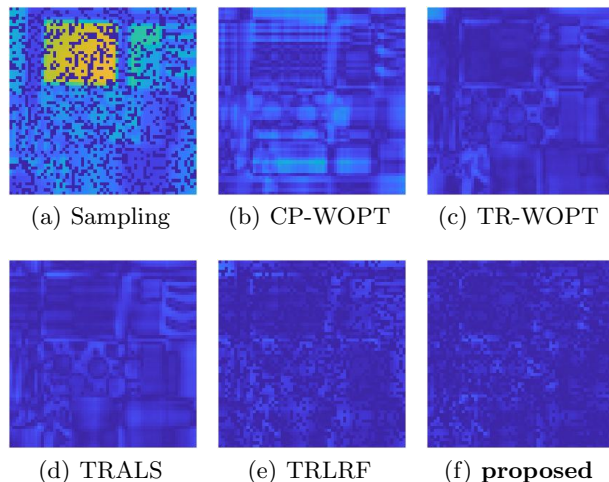 (a) Sampling
(b) CP-WOPT
(c) TR-WOPT
(d) TRALS
(e) TRLRF
(f) proposed